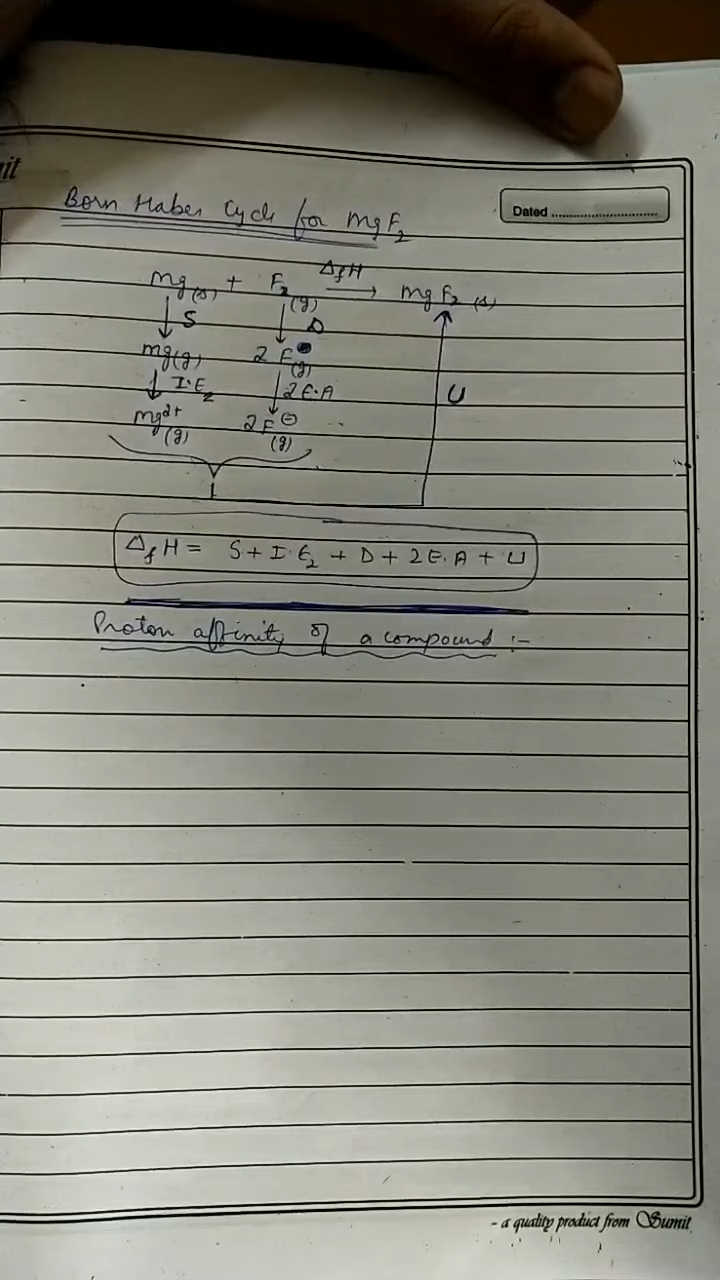 it
Born Haber Cycle for MgF₂
Dated ..............................
Mg(s) + F₂(g) ΔfH → MgF₂(s)
↓ S ↓ D
Mg(g) 2F(g)
↓ I.E₂ ↓ 2E.A U
Mg²⁺(g) 2F⊖(g)
ΔfH = S + I.E₂ + D + 2E.A + U
Proton affinity of a compound :-
- a quality product from Sumit